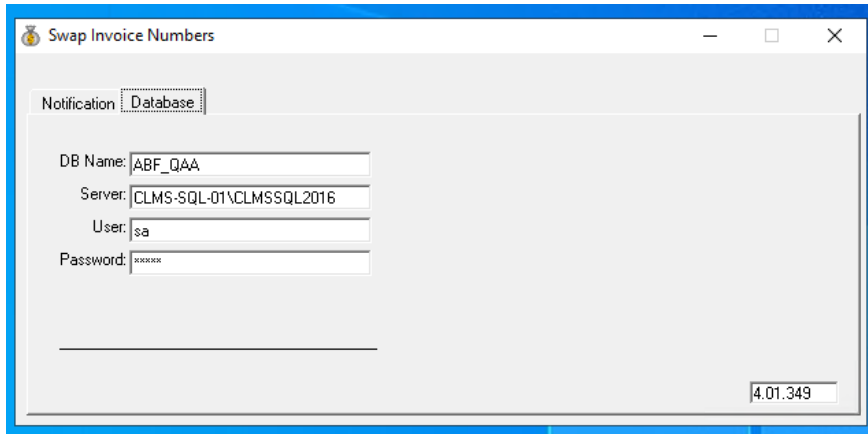 Swap Invoice Numbers
Notification Database
DB Name: ABF_QAA
Server: CLMS-SQL-01\CLMSSQL2016
User: sa
Password: *****
4.01.349